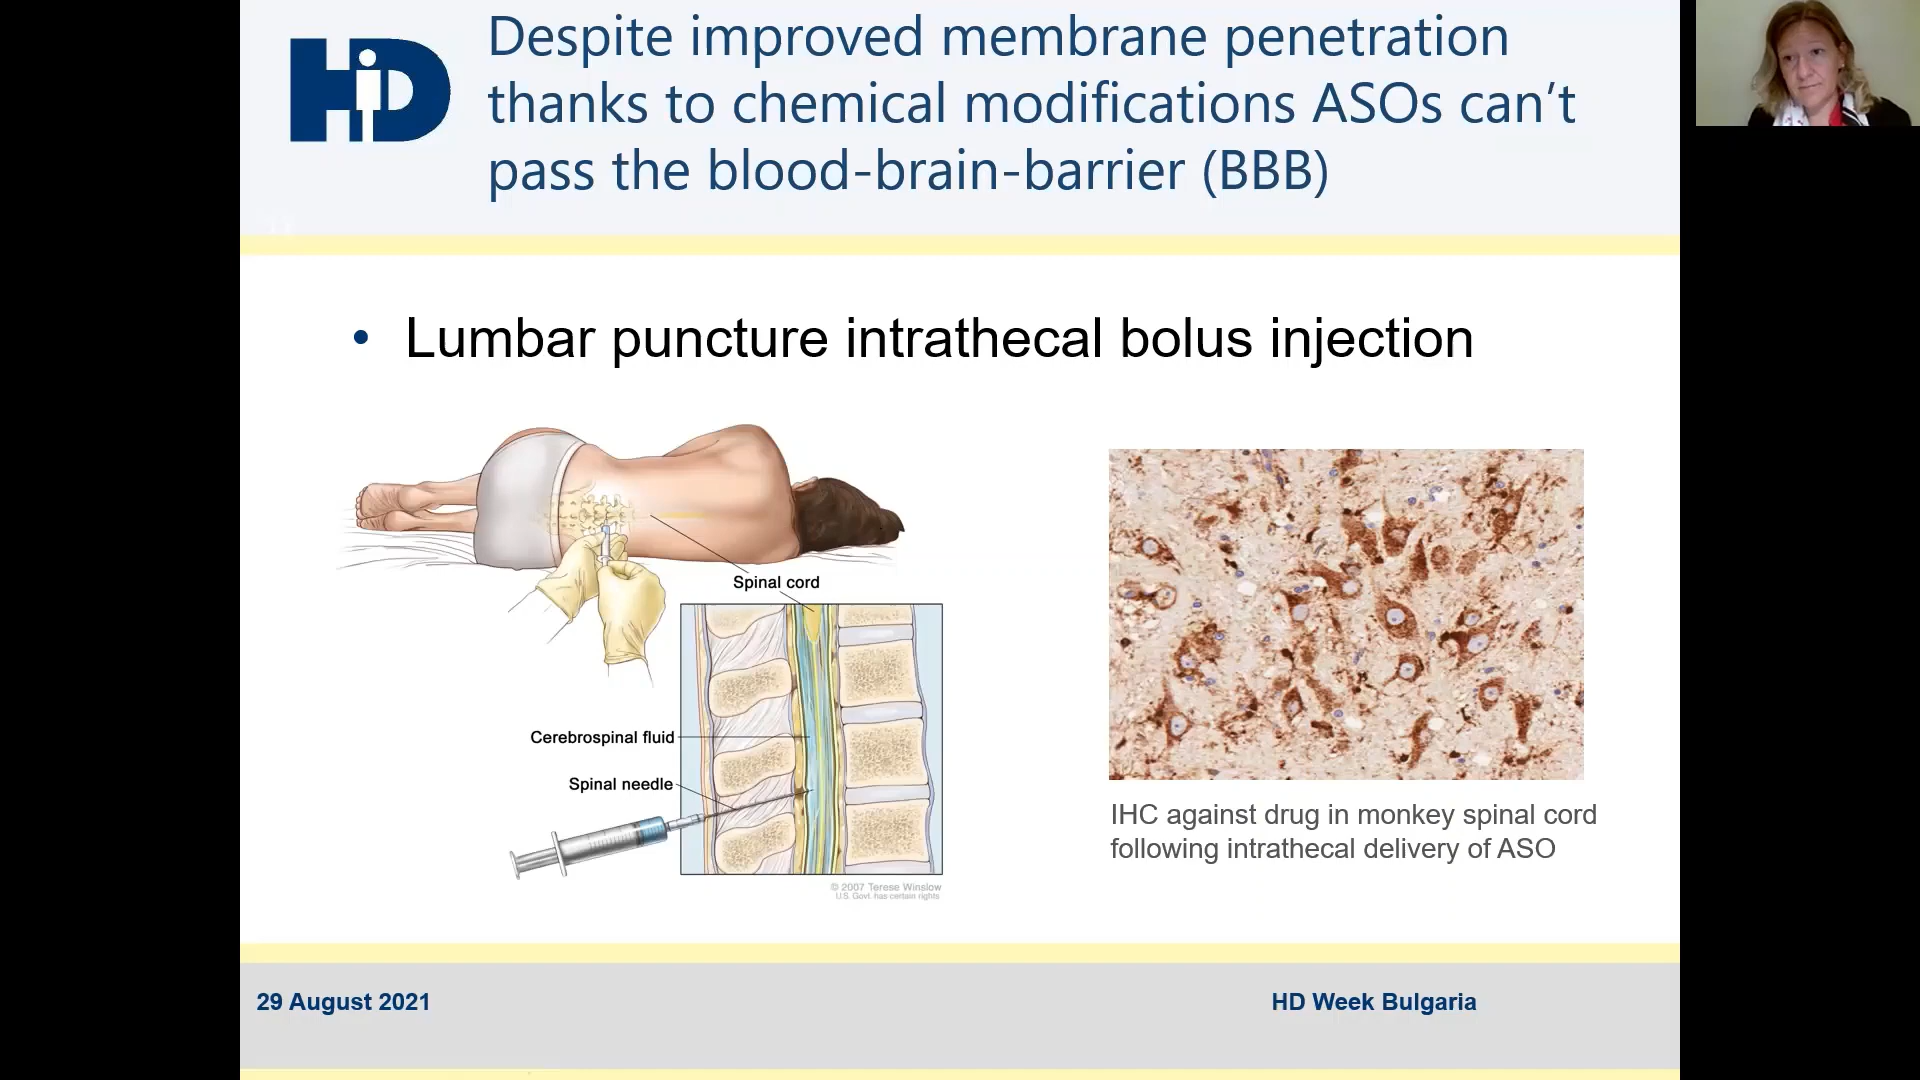 HD
Despite improved membrane penetration
thanks to chemical modifications ASOs can’t
pass the blood-brain-barrier (BBB)
• Lumbar puncture intrathecal bolus injection
Spinal cord
Cerebrospinal fluid
Spinal needle
© 2007 Terese Winslow
U.S. Govt. has certain rights
IHC against drug in monkey spinal cord
following intrathecal delivery of ASO
29 August 2021
HD Week Bulgaria